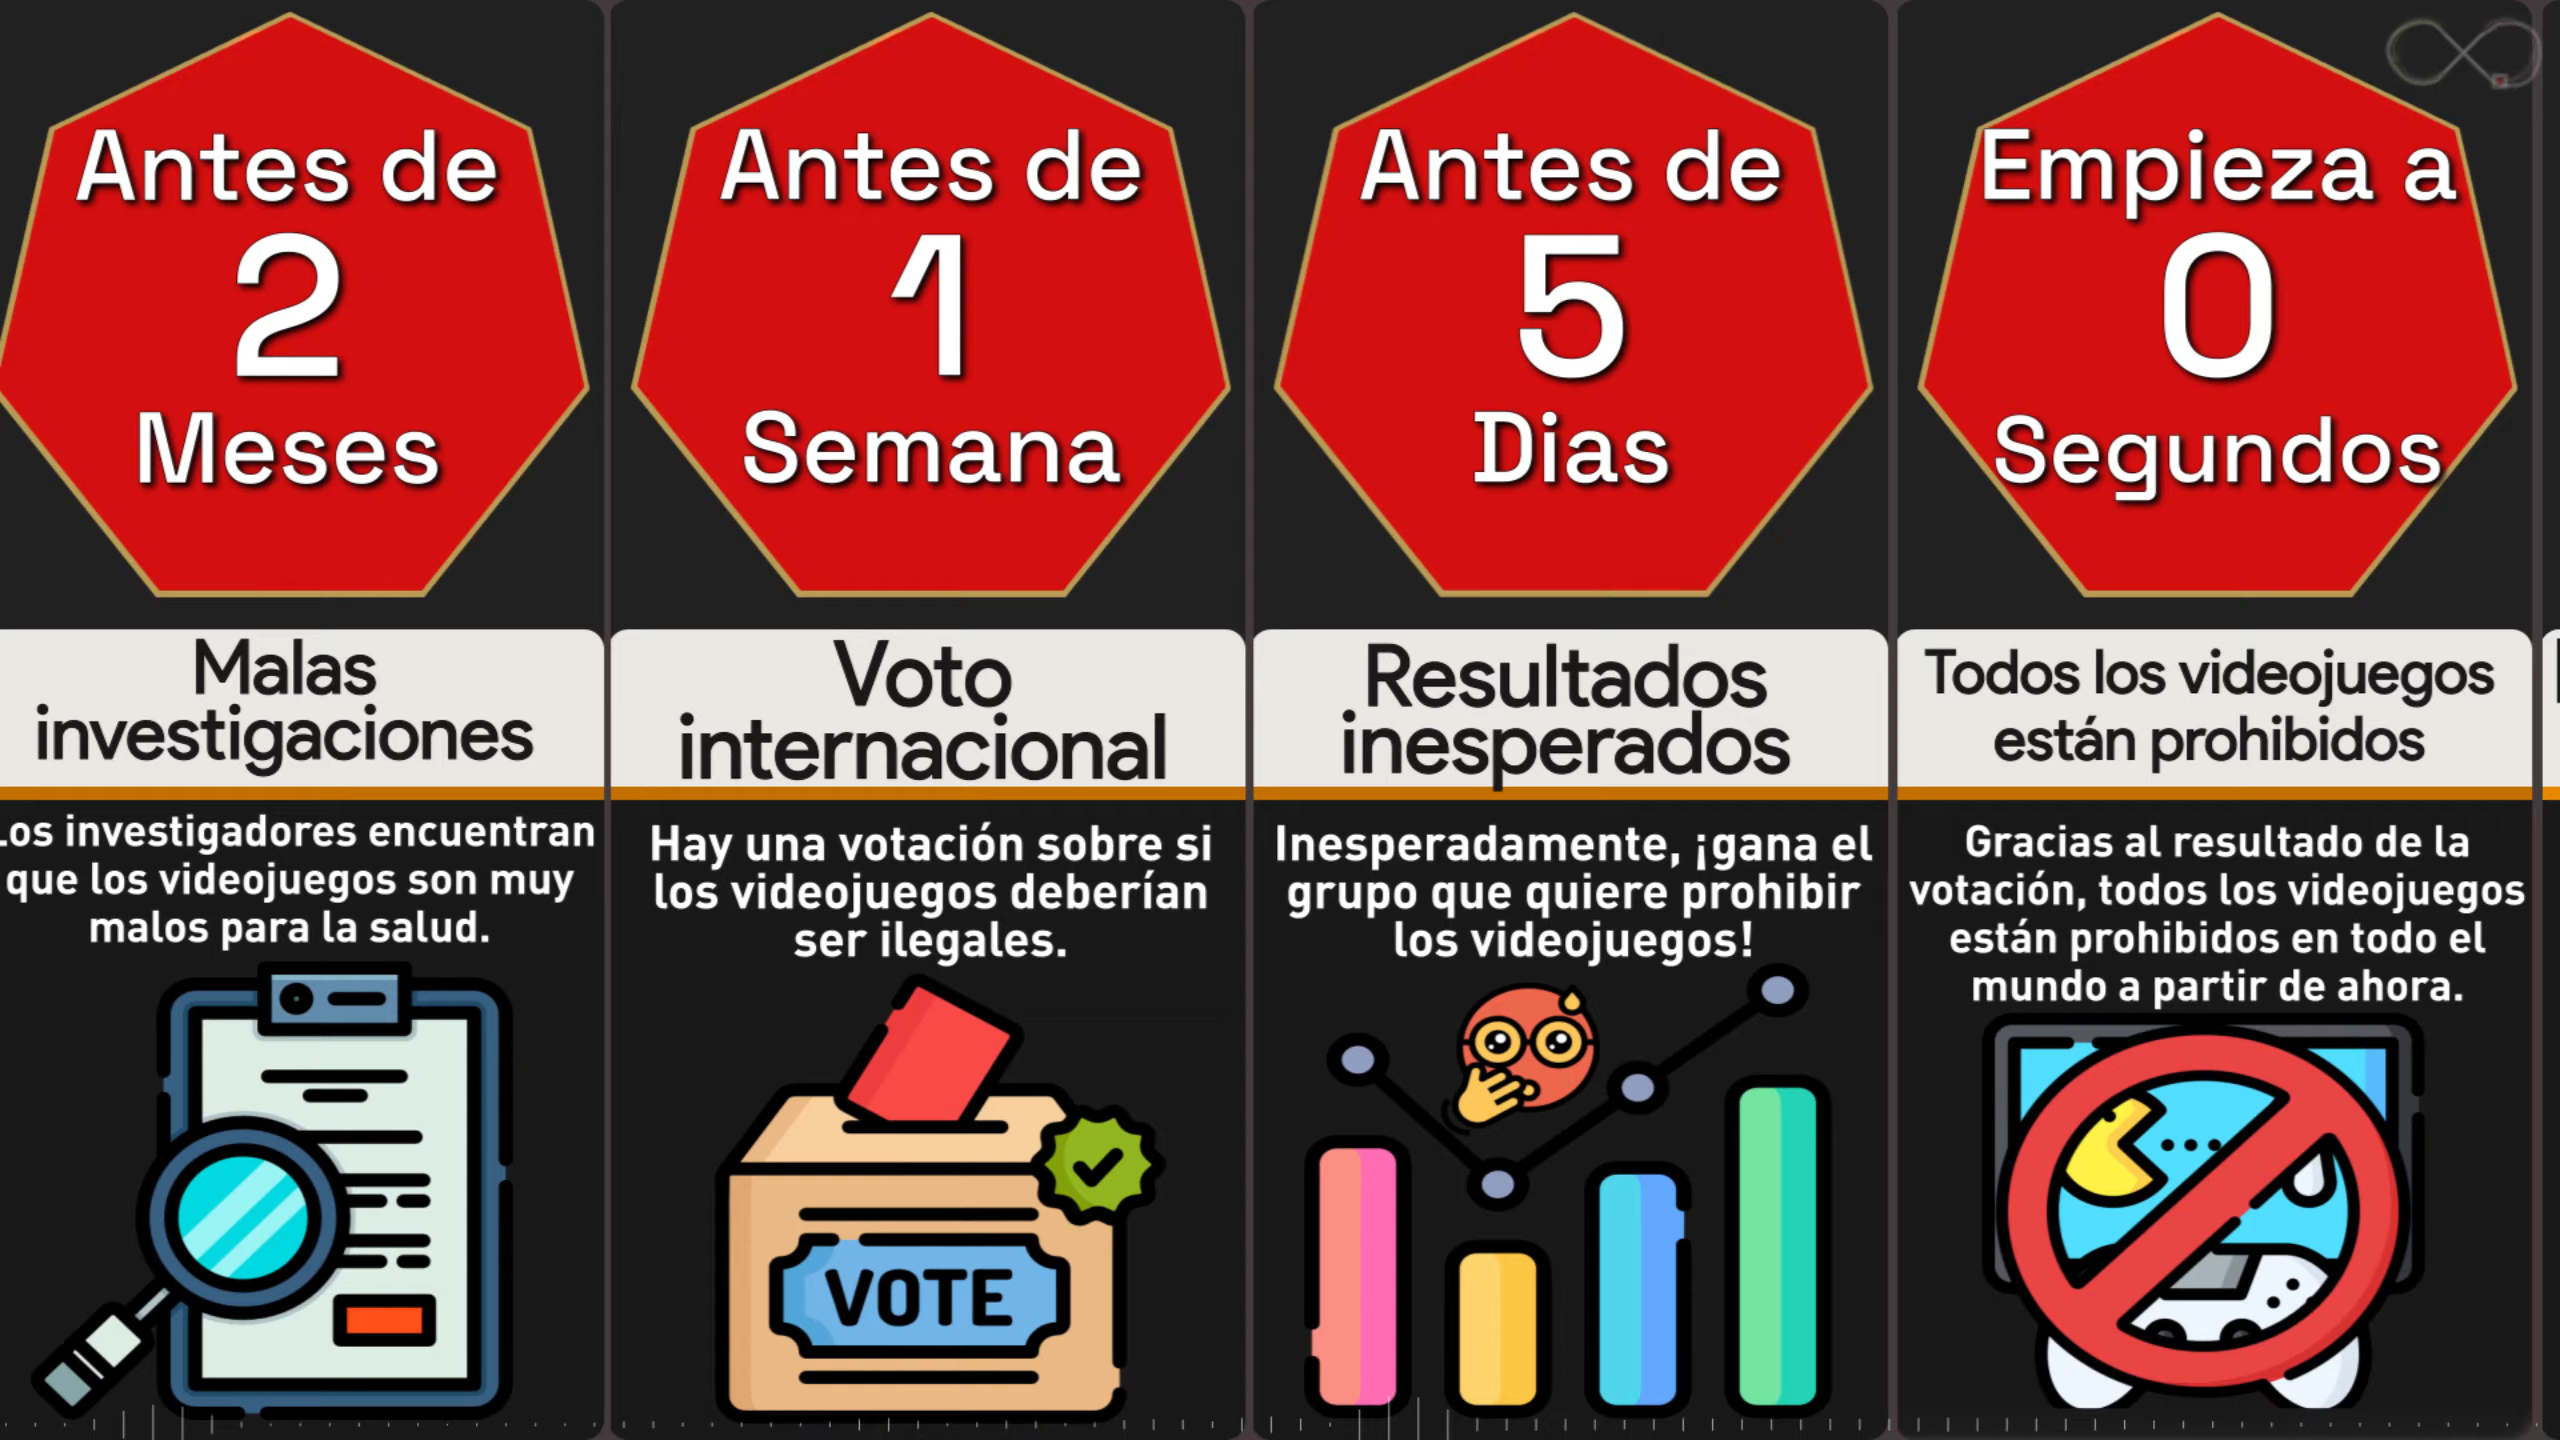 Antes de
2
Meses
Malas
investigaciones
Los investigadores encuentran
que los videojuegos son muy
malos para la salud.
Antes de
1
Semana
Voto
internacional
Hay una votación sobre si
los videojuegos deberían
ser ilegales.
VOTE
Antes de
5
Dias
Resultados
inesperados
Inesperadamente, ¡gana el
grupo que quiere prohibir
los videojuegos!
Empieza a
0
Segundos
Todos los videojuegos
están prohibidos
Gracias al resultado de la
votación, todos los videojuegos
están prohibidos en todo el
mundo a partir de ahora.